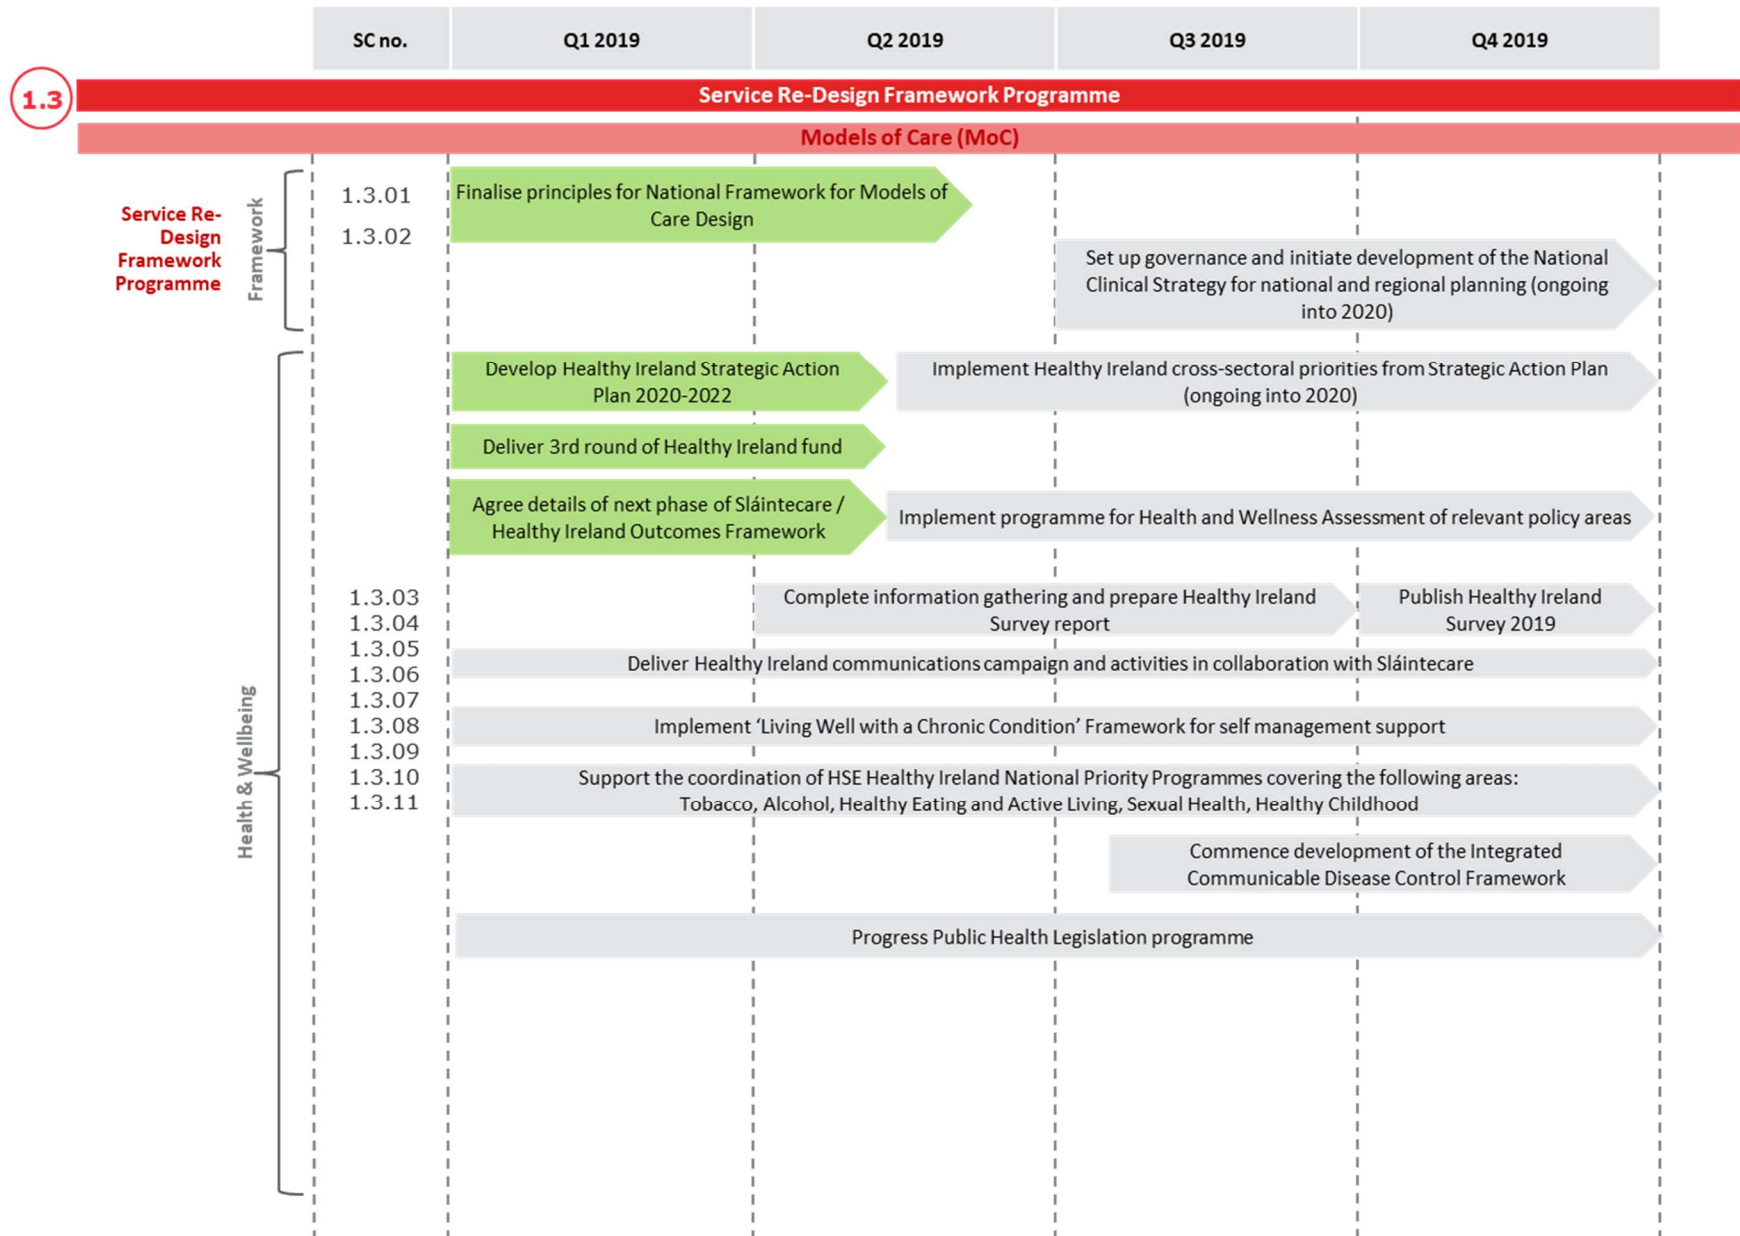 SC no.
Q1 2019
Q2 2019
Q3 2019
Q4 2019
1.3
Service Re-Design Framework Programme
Models of Care (MoC)
Service Re-
Design
Framework
Programme
Framework
1.3.01
1.3.02
Finalise principles for National Framework for Models of
Care Design
Set up governance and initiate development of the National
Clinical Strategy for national and regional planning (ongoing
into 2020)
Health & Wellbeing
Develop Healthy Ireland Strategic Action
Plan 2020-2022
Implement Healthy Ireland cross-sectoral priorities from Strategic Action Plan
(ongoing into 2020)
Deliver 3rd round of Healthy Ireland fund
Agree details of next phase of Sláintecare /
Healthy Ireland Outcomes Framework
Implement programme for Health and Wellness Assessment of relevant policy areas
1.3.03
1.3.04
1.3.05
1.3.06
1.3.07
1.3.08
1.3.09
1.3.10
1.3.11
Complete information gathering and prepare Healthy Ireland
Survey report
Publish Healthy Ireland
Survey 2019
Deliver Healthy Ireland communications campaign and activities in collaboration with Sláintecare
Implement ‘Living Well with a Chronic Condition’ Framework for self management support
Support the coordination of HSE Healthy Ireland National Priority Programmes covering the following areas:
Tobacco, Alcohol, Healthy Eating and Active Living, Sexual Health, Healthy Childhood
Commence development of the Integrated
Communicable Disease Control Framework
Progress Public Health Legislation programme